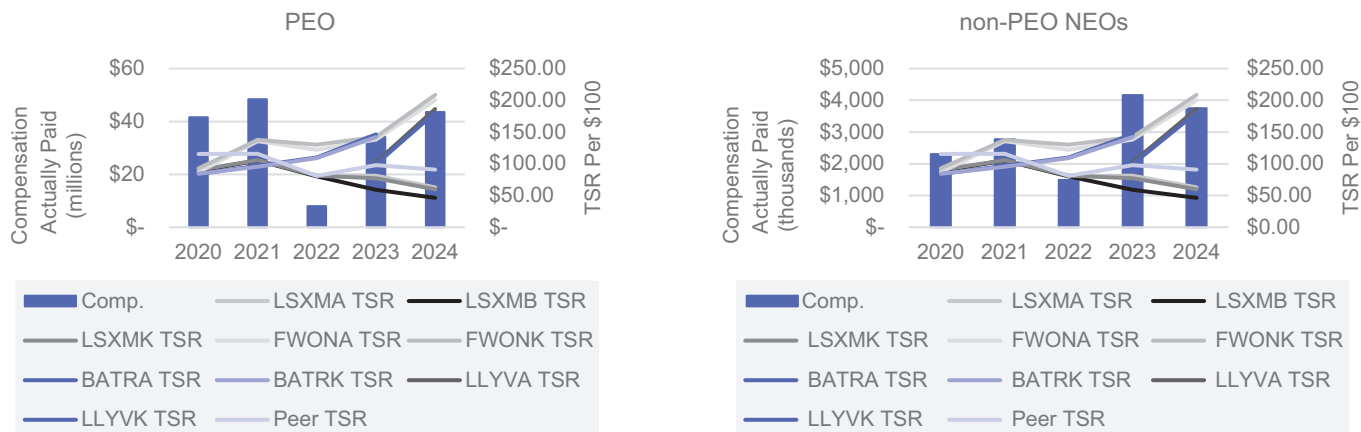 PEO
Compensation
Actually Paid
(millions)
$60
$40
$20
$-
$250.00
$200.00
$150.00
$100.00
$50.00
$-
TSR Per $100
2020 2021 2022 2023 2024
Comp. LSXMA TSR LSXMB TSR
LSXMK TSR FWONA TSR FWONK TSR
BATRA TSR BATRK TSR LLYVA TSR
LLYVK TSR Peer TSR
non-PEO NEOs
Compensation
Actually Paid
(thousands)
$5,000
$4,000
$3,000
$2,000
$1,000
$-
$250.00
$200.00
$150.00
$100.00
$50.00
$0.00
TSR Per $100
2020 2021 2022 2023 2024
Comp. LSXMA TSR LSXMB TSR
LSXMK TSR FWONA TSR FWONK TSR
BATRA TSR BATRK TSR LLYVA TSR
LLYVK TSR Peer TSR